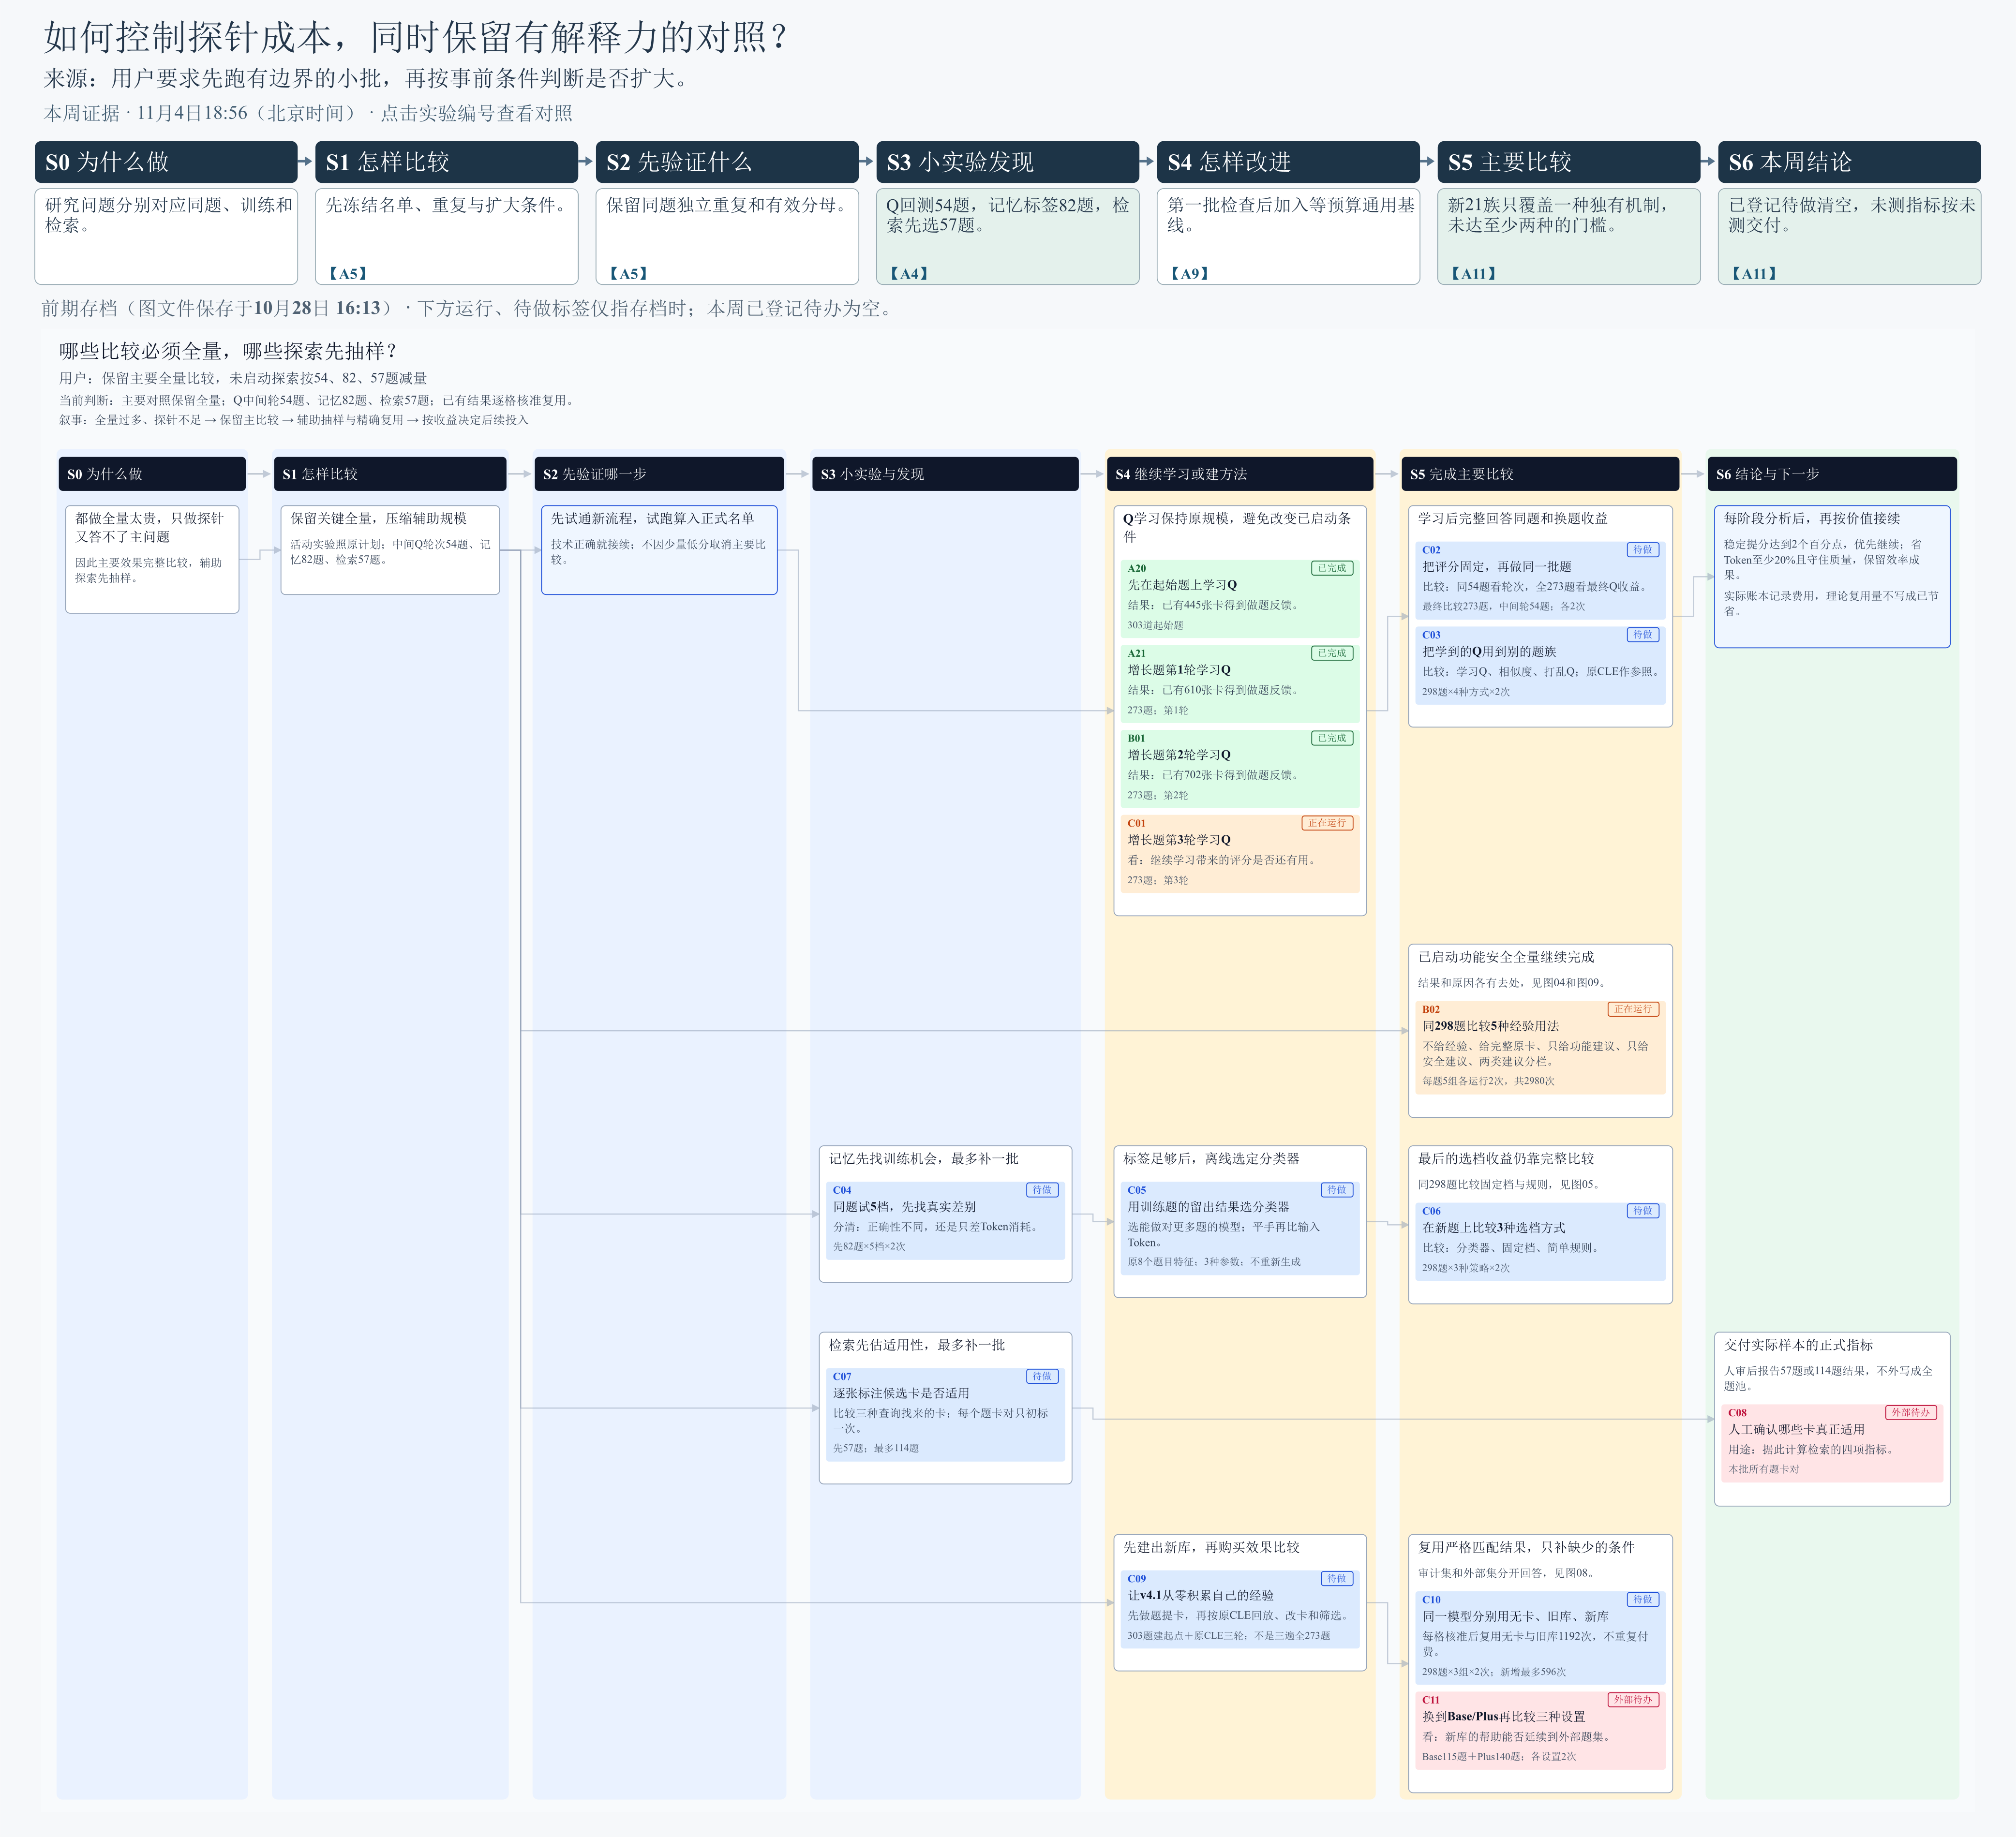 如何控制探针成本，同时保留有解释力的对照？
来源：用户要求先跑有边界的小批，再按事前条件判断是否扩大。
本周证据 · 11月4日18:56（北京时间） · 点击实验编号查看对照
S0 为什么做
研究问题分别对应同题、训练和
检索。
S1 怎样比较
先冻结名单、重复与扩大条件。
【A5】
S2 先验证什么
保留同题独立重复和有效分母。
【A5】
S3 小实验发现
Q回测54题，记忆标签82题，检
索先选57题。
【A4】
S4 怎样改进
第一批检查后加入等预算通用基
线。
【A9】
S5 主要比较
新21族只覆盖一种独有机制，
未达至少两种的门槛。
【A11】
S6 本周结论
已登记待做清空，未测指标按未
测交付。
【A11】
前期存档（图文件保存于10月28日 16:13） · 下方运行、待做标签仅指存档时；本周已登记待办为空。
哪些比较必须全量，哪些探索先抽样？
用户：保留主要全量比较，未启动探索按54、82、57题减量
当前判断：主要对照保留全量；Q中间轮54题、记忆82题、检索57题；已有结果逐格核准复用。
叙事：全量过多、探针不足 → 保留主比较 → 辅助抽样与精确复用 → 按收益决定后续投入
S0 为什么做
都做全量太贵，只做探针
又答不了主问题
因此主要效果完整比较，辅助
探索先抽样。
S1 怎样比较
保留关键全量，压缩辅助规模
活动实验照原计划；中间Q轮次54题、记
忆82题、检索57题。
S2 先验证哪一步
先试通新流程，试跑算入正式名单
技术正确就接续；不因少量低分取消主要比
较。
S3 小实验与发现
记忆先找训练机会，最多补一批
C04
待做
同题试5档，先找真实差别
分清：正确性不同，还是只差Token消耗。
先82题×5档×2次
检索先估适用性，最多补一批
C07
待做
逐张标注候选卡是否适用
比较三种查询找来的卡；每个题卡对只初标
一次。
先57题；最多114题
S4 继续学习或建方法
Q学习保持原规模，避免改变已启动条
件
A20
已完成
先在起始题上学习Q
结果：已有445张卡得到做题反馈。
303道起始题
A21
已完成
增长题第1轮学习Q
结果：已有610张卡得到做题反馈。
273题；第1轮
B01
已完成
增长题第2轮学习Q
结果：已有702张卡得到做题反馈。
273题；第2轮
C01
正在运行
增长题第3轮学习Q
看：继续学习带来的评分是否还有用。
273题；第3轮
标签足够后，离线选定分类器
C05
待做
用训练题的留出结果选分类器
选能做对更多题的模型；平手再比输入
Token。
原8个题目特征；3种参数；不重新生成
先建出新库，再购买效果比较
C09
待做
让v4.1从零积累自己的经验
先做题提卡，再按原CLE回放、改卡和筛选。
303题建起点＋原CLE三轮；不是三遍全273题
S5 完成主要比较
学习后完整回答同题和换题收益
C02
待做
把评分固定，再做同一批题
比较：同54题看轮次，全273题看最终Q收益。
最终比较273题，中间轮54题；各2次
C03
待做
把学到的Q用到别的题族
比较：学习Q、相似度、打乱Q；原CLE作参照。
298题×4种方式×2次
已启动功能安全全量继续完成
结果和原因各有去处，见图04和图09。
B02
正在运行
同298题比较5种经验用法
不给经验、给完整原卡、只给功能建议、只给
安全建议、两类建议分栏。
每题5组各运行2次，共2980次
最后的选档收益仍靠完整比较
同298题比较固定档与规则，见图05。
C06
待做
在新题上比较3种选档方式
比较：分类器、固定档、简单规则。
298题×3种策略×2次
复用严格匹配结果，只补缺少的条件
审计集和外部集分开回答，见图08。
C10
待做
同一模型分别用无卡、旧库、新库
每格核准后复用无卡与旧库1192次，不重复付
费。
298题×3组×2次；新增最多596次
C11
外部待办
换到Base/Plus再比较三种设置
看：新库的帮助能否延续到外部题集。
Base115题＋Plus140题；各设置2次
S6 结论与下一步
每阶段分析后，再按价值接续
稳定提分达到2个百分点，优先继续；省
Token至少20%且守住质量，保留效率成
果。
实际账本记录费用，理论复用量不写成已节
省。
交付实际样本的正式指标
人审后报告57题或114题结果，不外写成全
题池。
C08
外部待办
人工确认哪些卡真正适用
用途：据此计算检索的四项指标。
本批所有题卡对